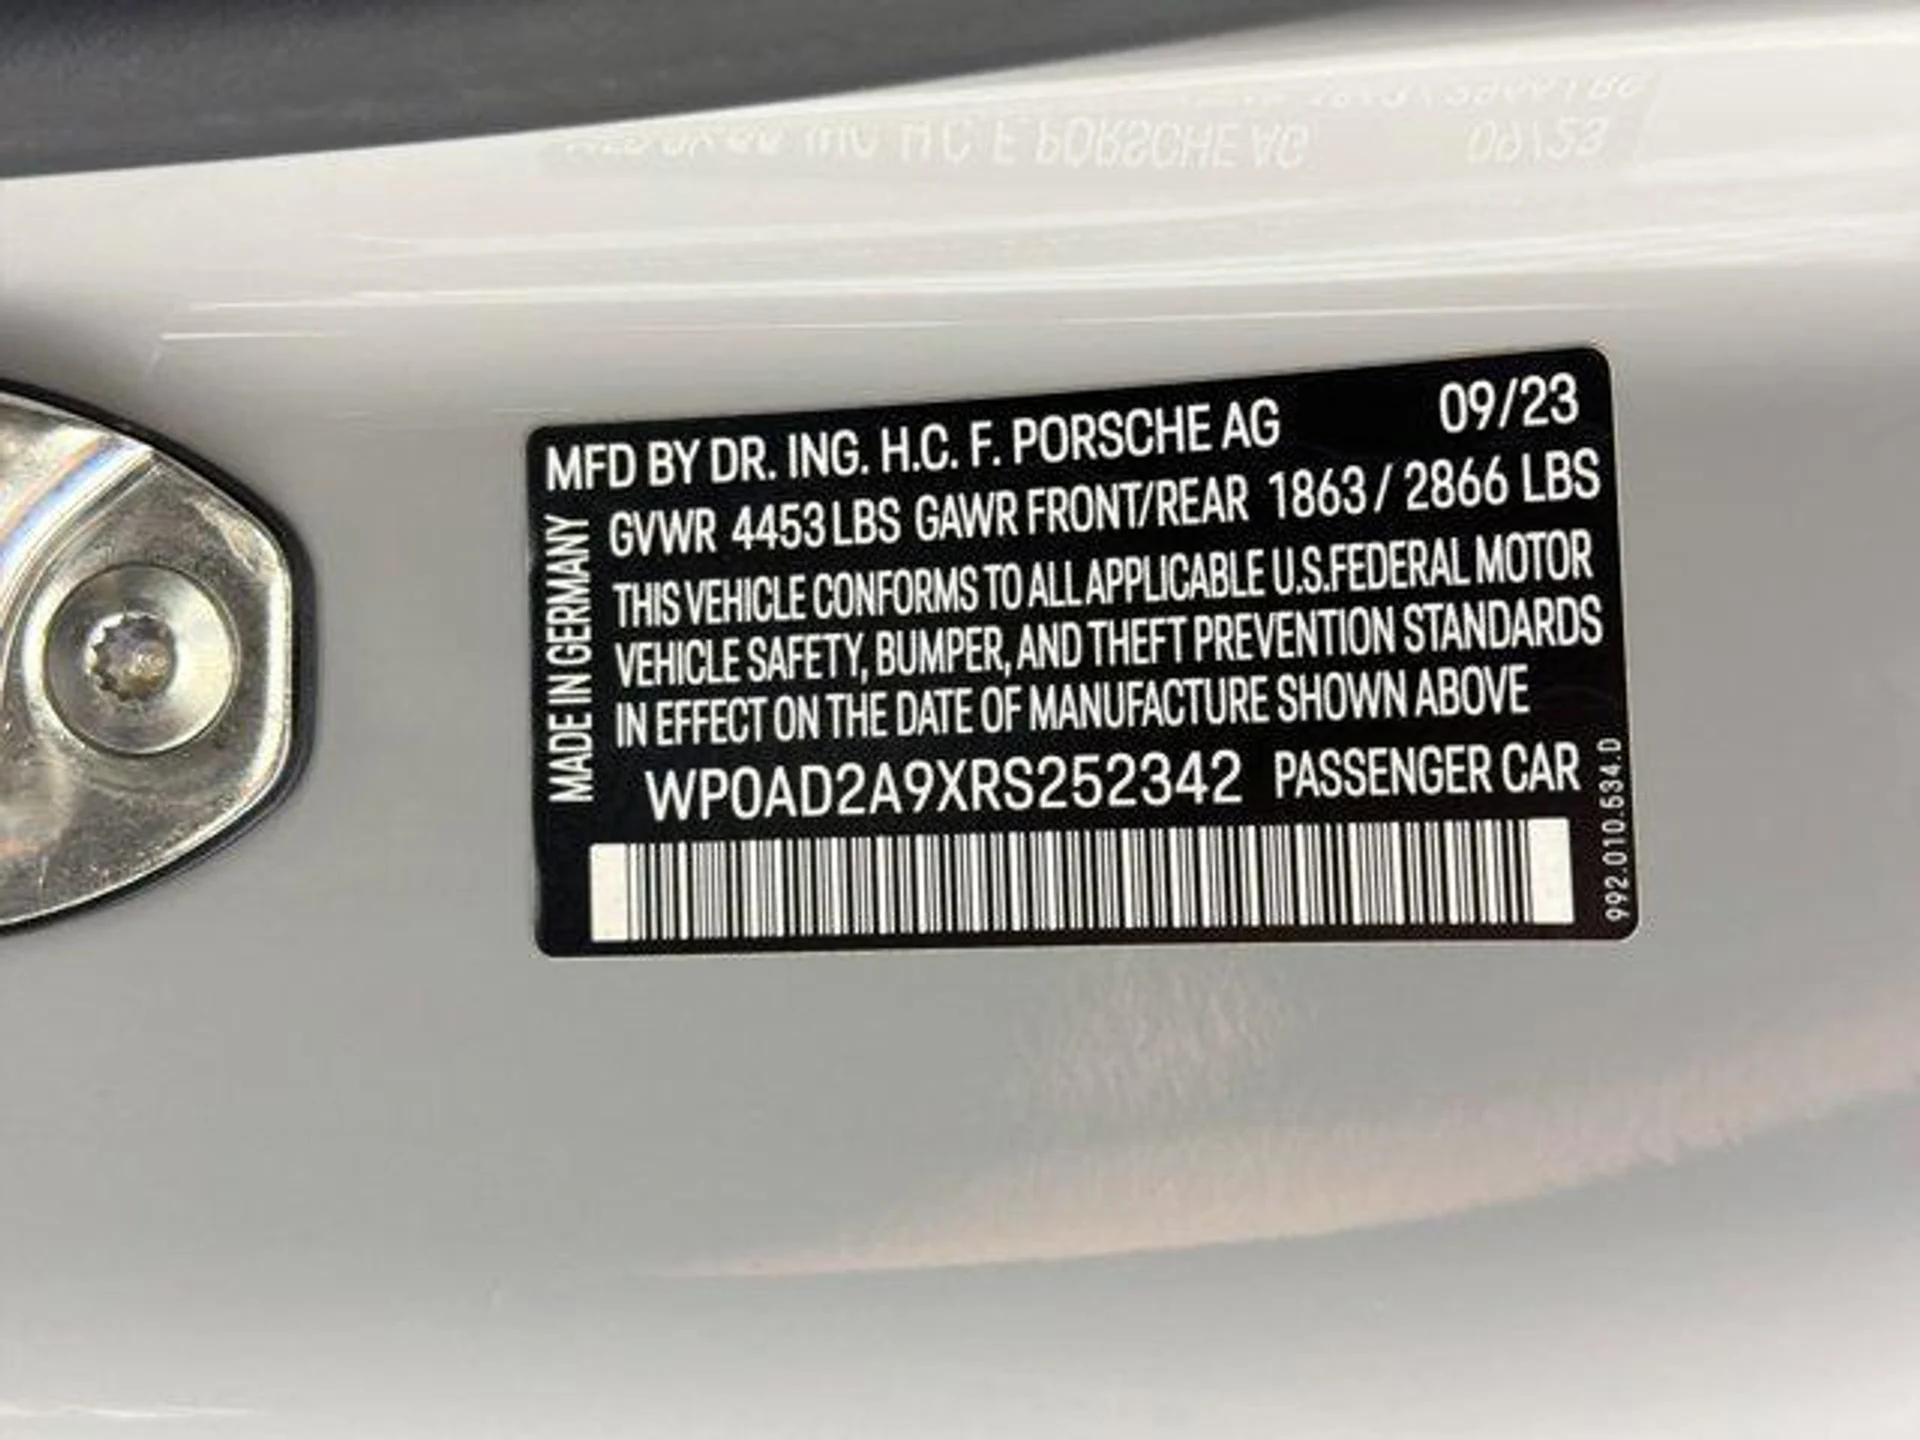 MFD BY DR. ING. H.C. F. PORSCHE AG 09/23
GVWR 4453 LBS GAWR FRONT/REAR 1863 / 2866 LBS
THIS VEHICLE CONFORMS TO ALL APPLICABLE U.S.FEDERAL MOTOR
VEHICLE SAFETY, BUMPER, AND THEFT PREVENTION STANDARDS
IN EFFECT ON THE DATE OF MANUFACTURE SHOWN ABOVE
WP0AD2A9XRS252342 PASSENGER CAR
MADE IN GERMANY
992.010.534.D